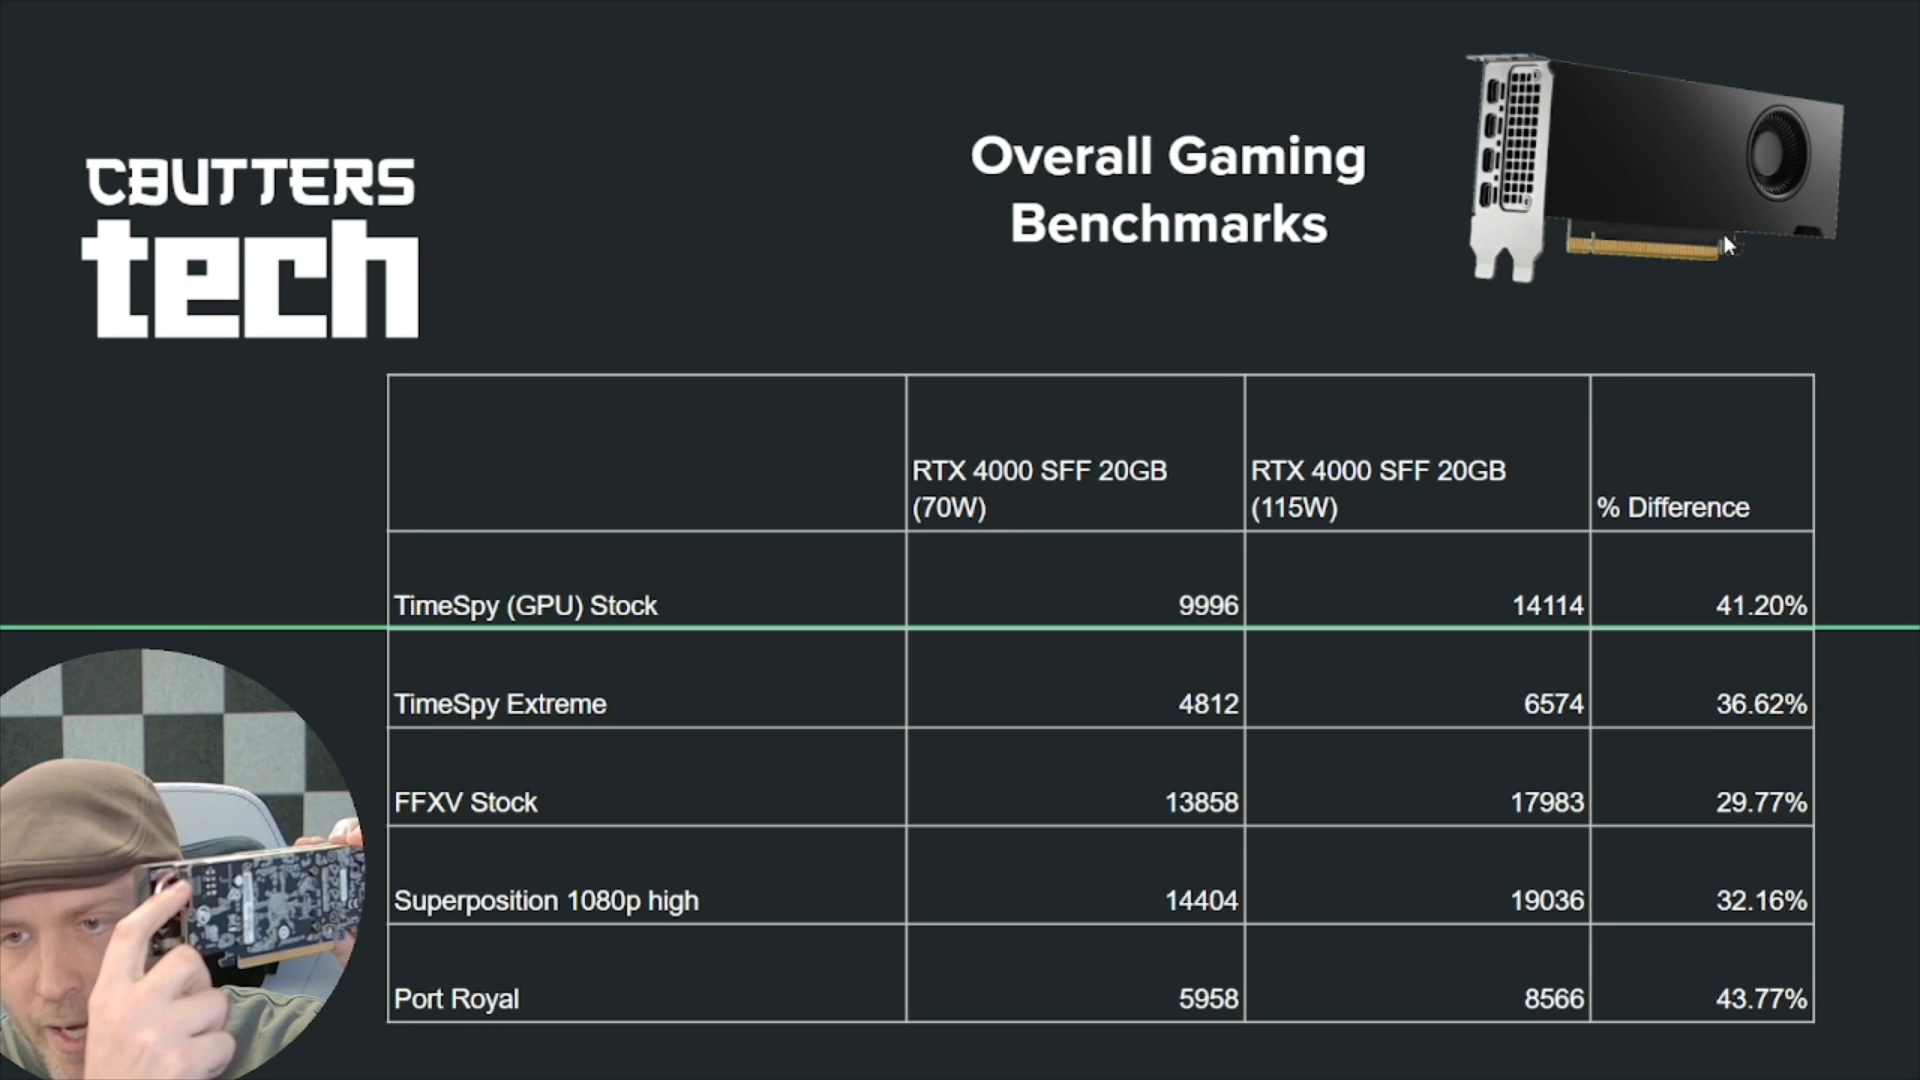 CBUTTERS
tech
Overall Gaming
Benchmarks
RTX 4000 SFF 20GB
(70W)
RTX 4000 SFF 20GB
(115W)
% Difference
TimeSpy (GPU) Stock 9996 14114 41.20%
TimeSpy Extreme 4812 6574 36.62%
FFXV Stock 13858 17983 29.77%
Superposition 1080p high 14404 19036 32.16%
Port Royal 5958 8566 43.77%